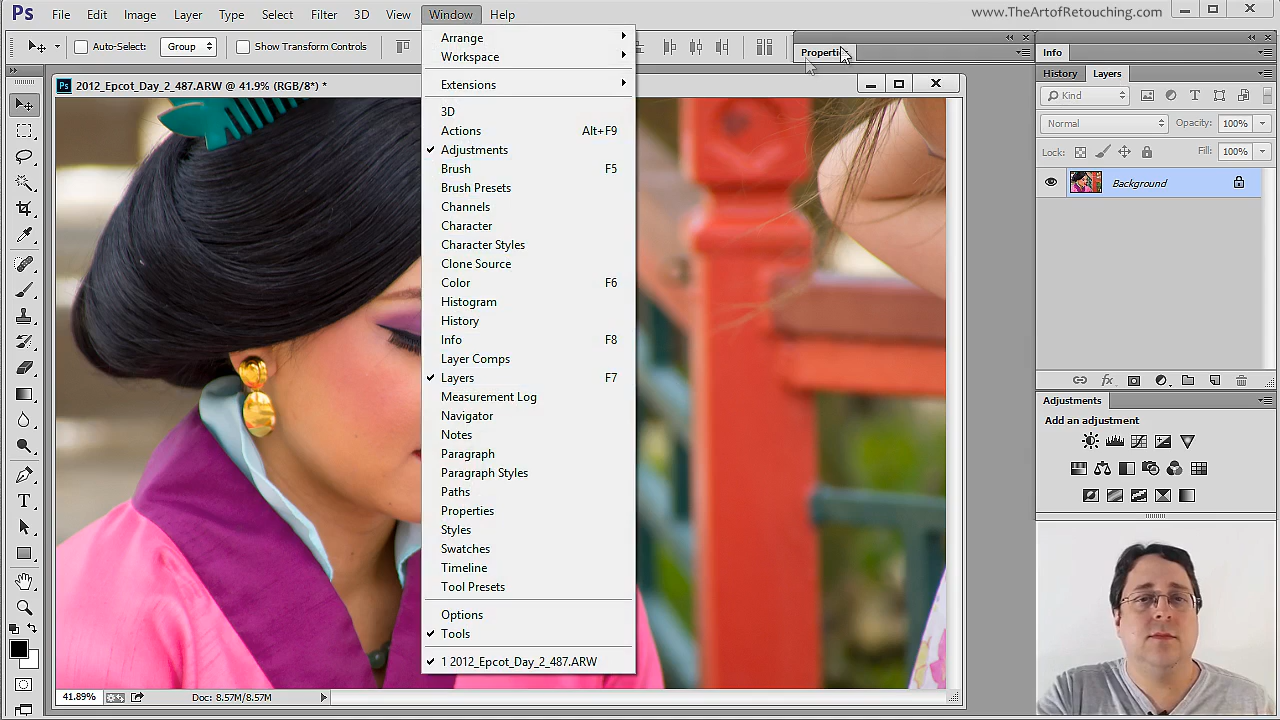 Ps File Edit Image Layer Type Select Filter 3D View Window Help
www.TheArtofRetouching.com
Auto-Select: Group Show Transform Controls
Properti
Info
2012_Epcot_Day_2_487.ARW @ 41.9% (RGB/8*) *
History Layers
Kind
Normal Opacity: 100%
Lock: Fill: 100%
Background
Arrange
Workspace
Extensions
3D
Actions Alt+F9
Adjustments
Brush F5
Brush Presets
Channels
Character
Character Styles
Clone Source
Color F6
Histogram
History
Info F8
Layer Comps
Layers F7
Measurement Log
Navigator
Notes
Paragraph
Paragraph Styles
Paths
Properties
Styles
Swatches
Timeline
Tool Presets
Options
Tools
1 2012_Epcot_Day_2_487.ARW
Adjustments
Add an adjustment
41.89% Doc: 8.57M/8.57M